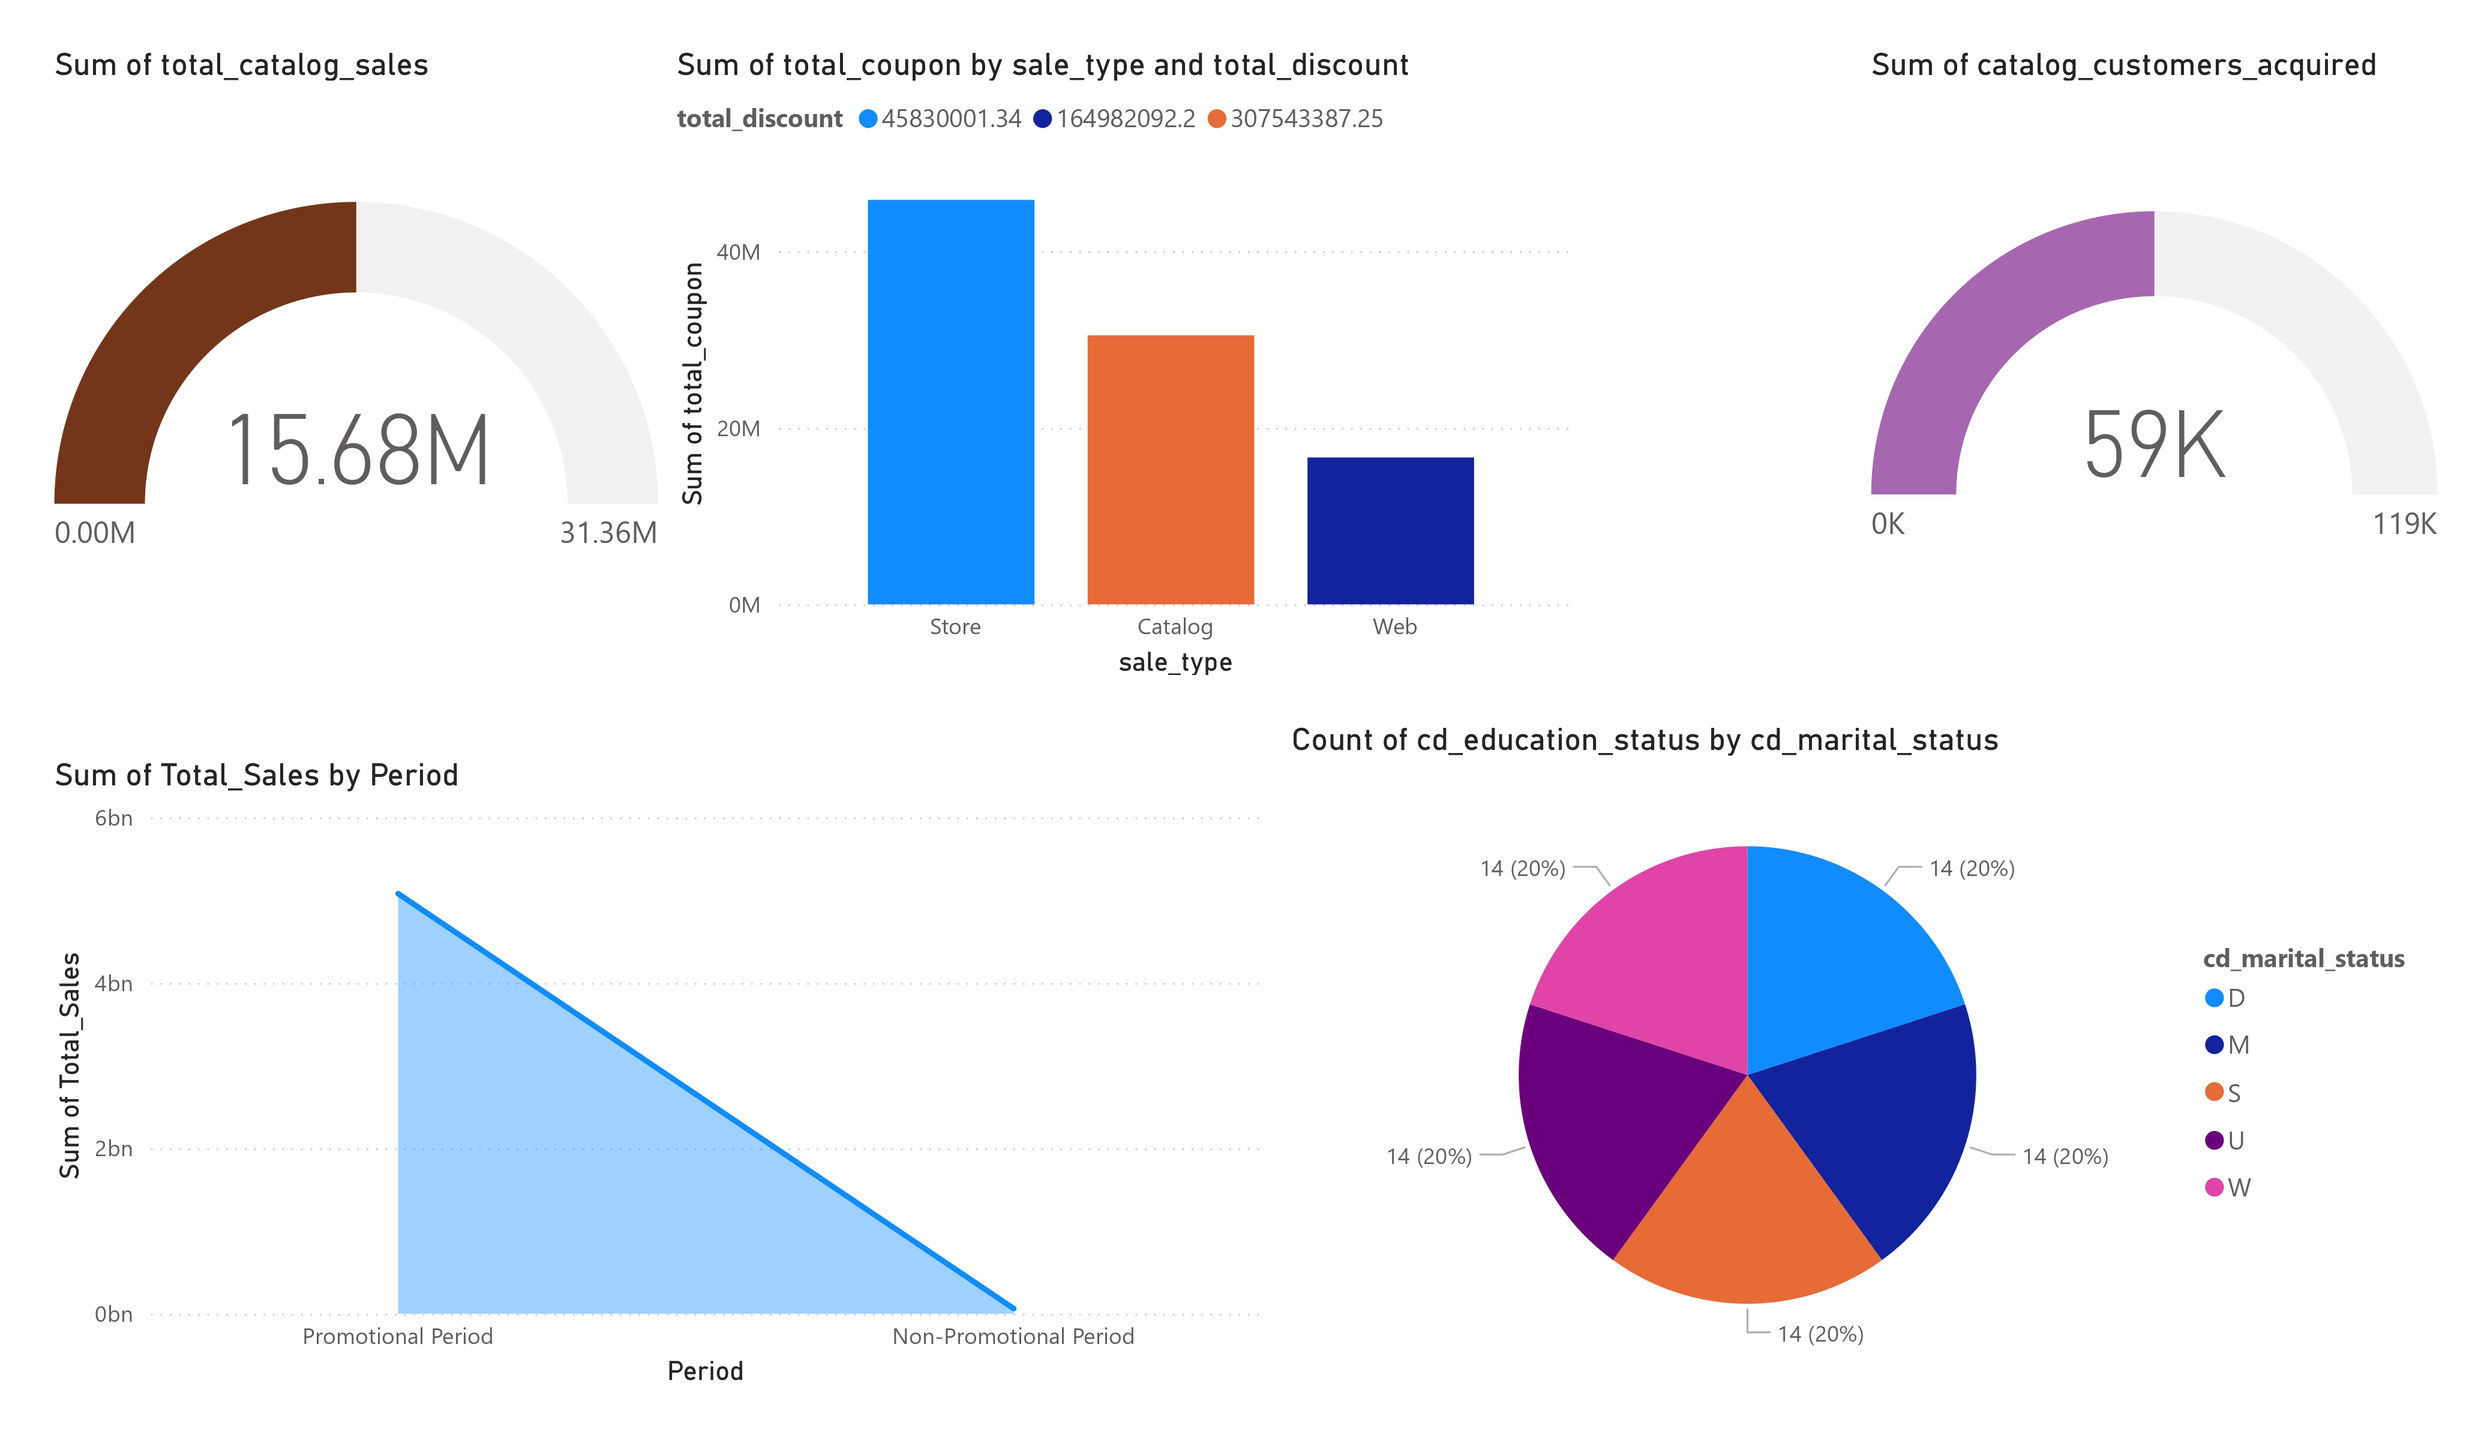 Sum of total_catalog_sales
15.68M
0.00M
31.36M
Sum of total_coupon by sale_type and total_discount
total_discount 45830001.34 164982092.2 307543387.25
Sum of total_coupon
40M
20M
0M
Store
Catalog
Web
sale_type
Sum of catalog_customers_acquired
59K
0K
119K
Sum of Total_Sales by Period
Sum of Total_Sales
6bn
4bn
2bn
0bn
Promotional Period
Non-Promotional Period
Period
Count of cd_education_status by cd_marital_status
14 (20%)
14 (20%)
14 (20%)
14 (20%)
14 (20%)
cd_marital_status
D
M
S
U
W